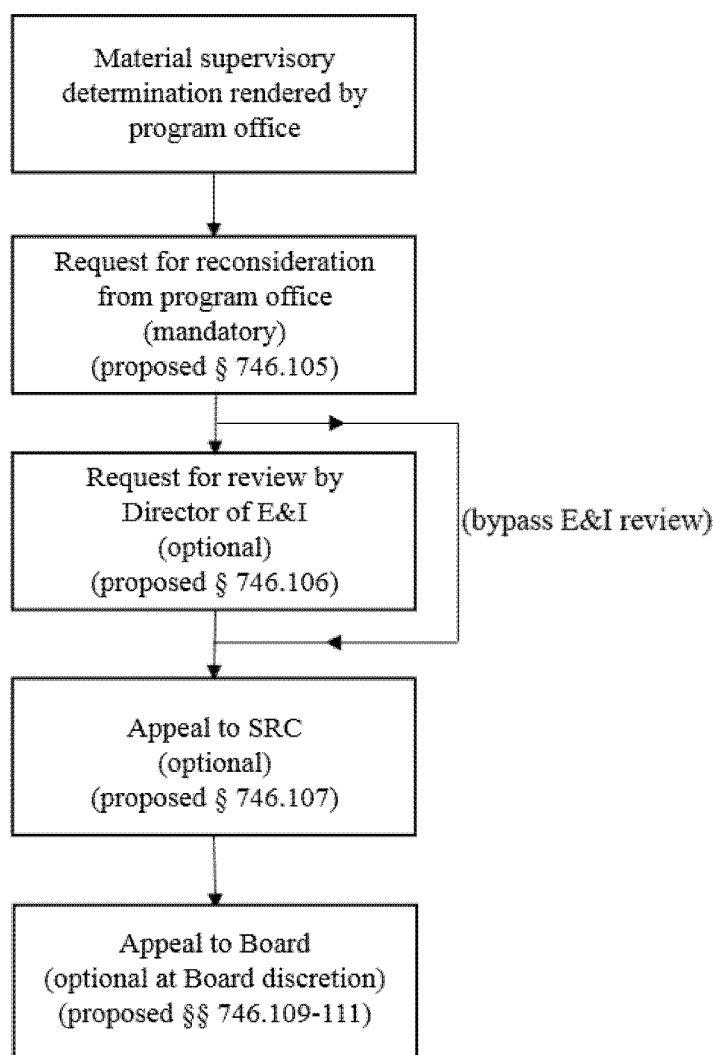 Material supervisory
determination rendered by
program office
Request for reconsideration
from program office
(mandatory)
(proposed § 746.105)
Request for review by
Director of E&I
(optional)
(proposed § 746.106)
(bypass E&I review)
Appeal to SRC
(optional)
(proposed § 746.107)
Appeal to Board
(optional at Board discretion)
(proposed §§ 746.109-111)